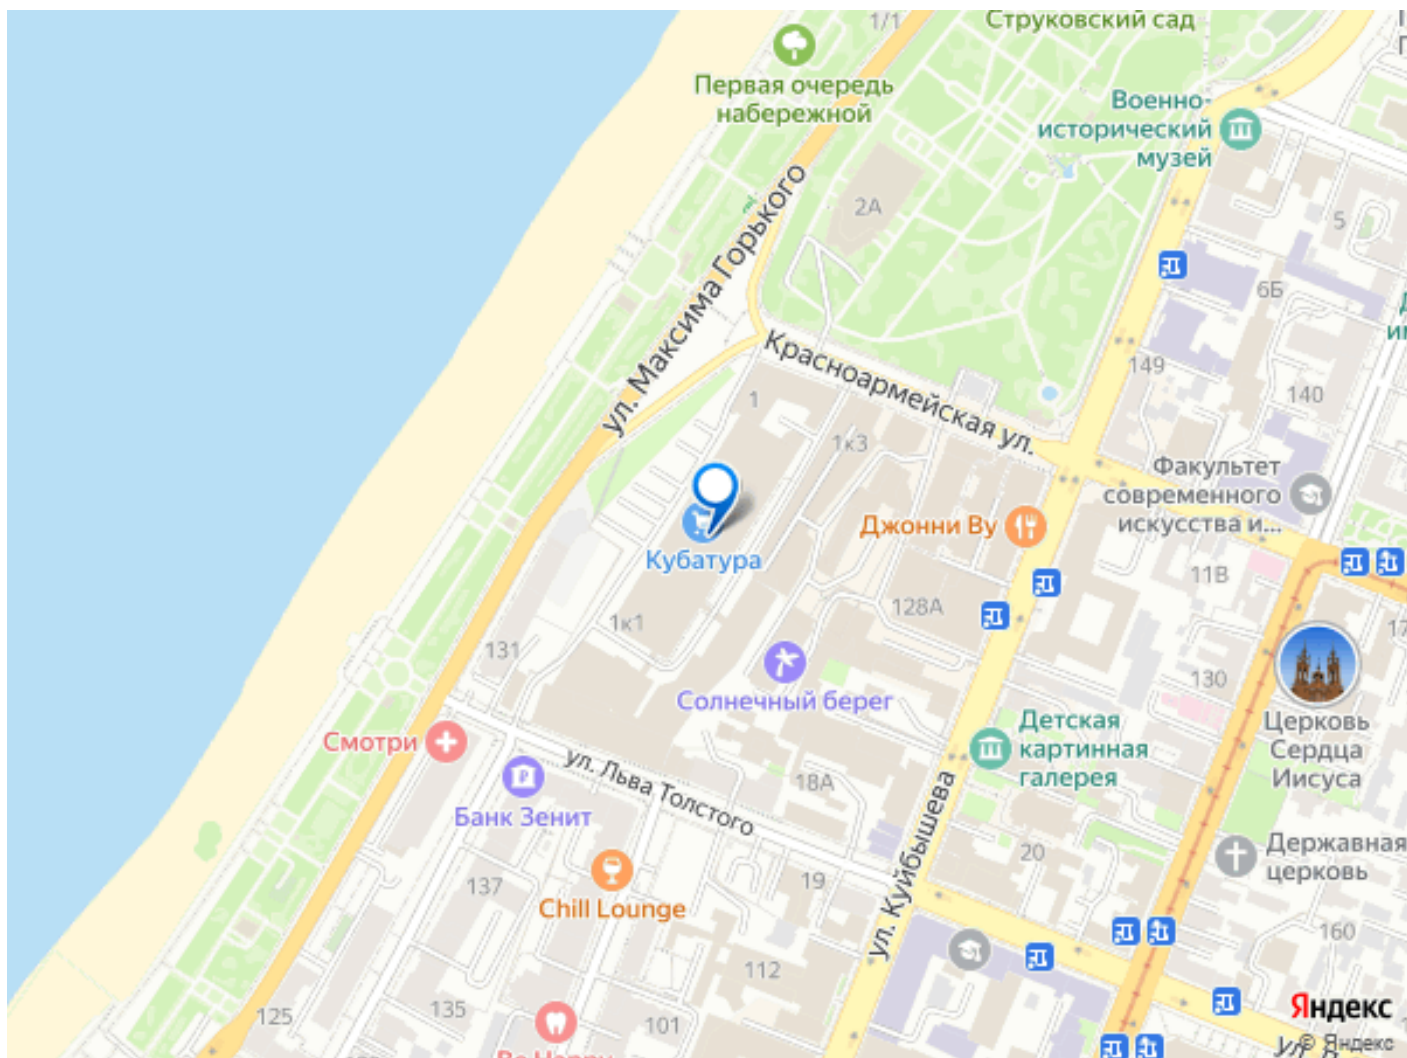 1/1
Струковский сад
Первая очередь
набережной
Военно-
исторический
музей
2А
5
ул. Максима Горького
6Б
Красноармейская ул.
149
140
1
1к3
Факультет
современного
искусства и...
Джонни Ву
Кубатура
11В
128А
1к1
131
130
Солнечный берег
Церковь
Сердца
Иисуса
Смотри
Детская
картинная
галерея
ул. Льва Толстого
18А
Банк Зенит
ул. Куйбышева
Державная
церковь
20
19
137
Chill Lounge
160
112
135
125
101
Яндекс
© Яндекс